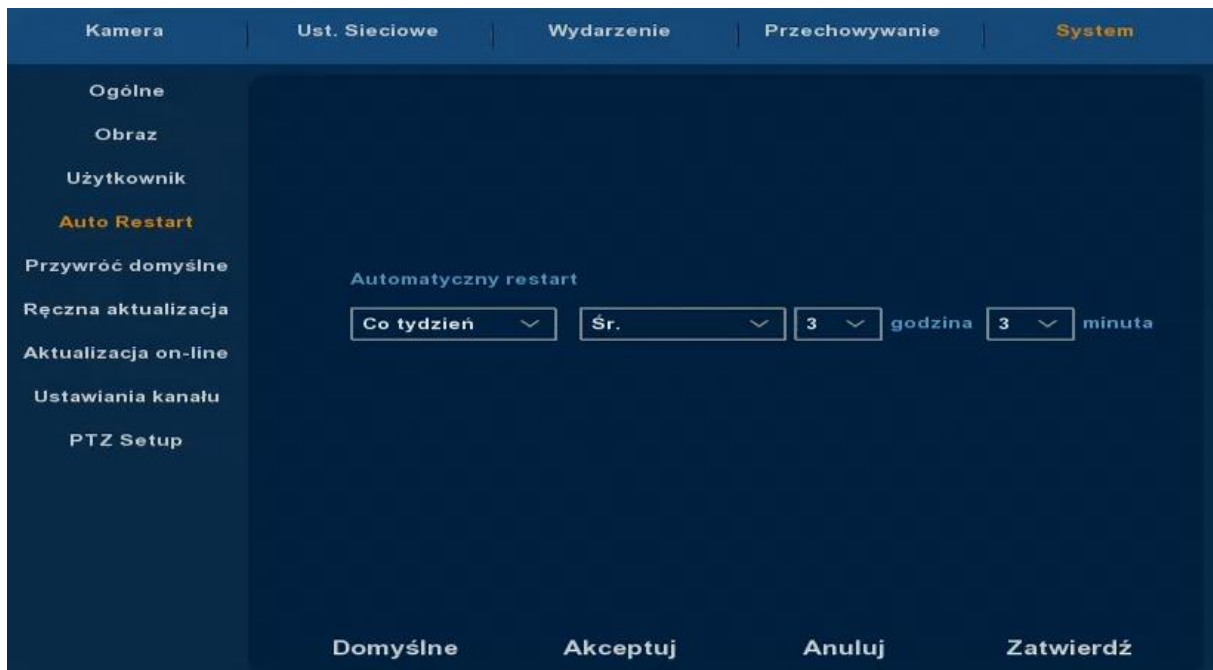 Kamera Ust. Sieciowe Wydarzenie Przechowywanie System
Ogólne
Obraz
Użytkownik
Auto Restart
Przywróć domyślne
Ręczna aktualizacja
Aktualizacja on-line
Ustawiania kanału
PTZ Setup
Automatyczny restart
Co tydzień Śr. 3 godzina 3 minuta
Domyślne Akceptuj Anuluj Zatwierdź